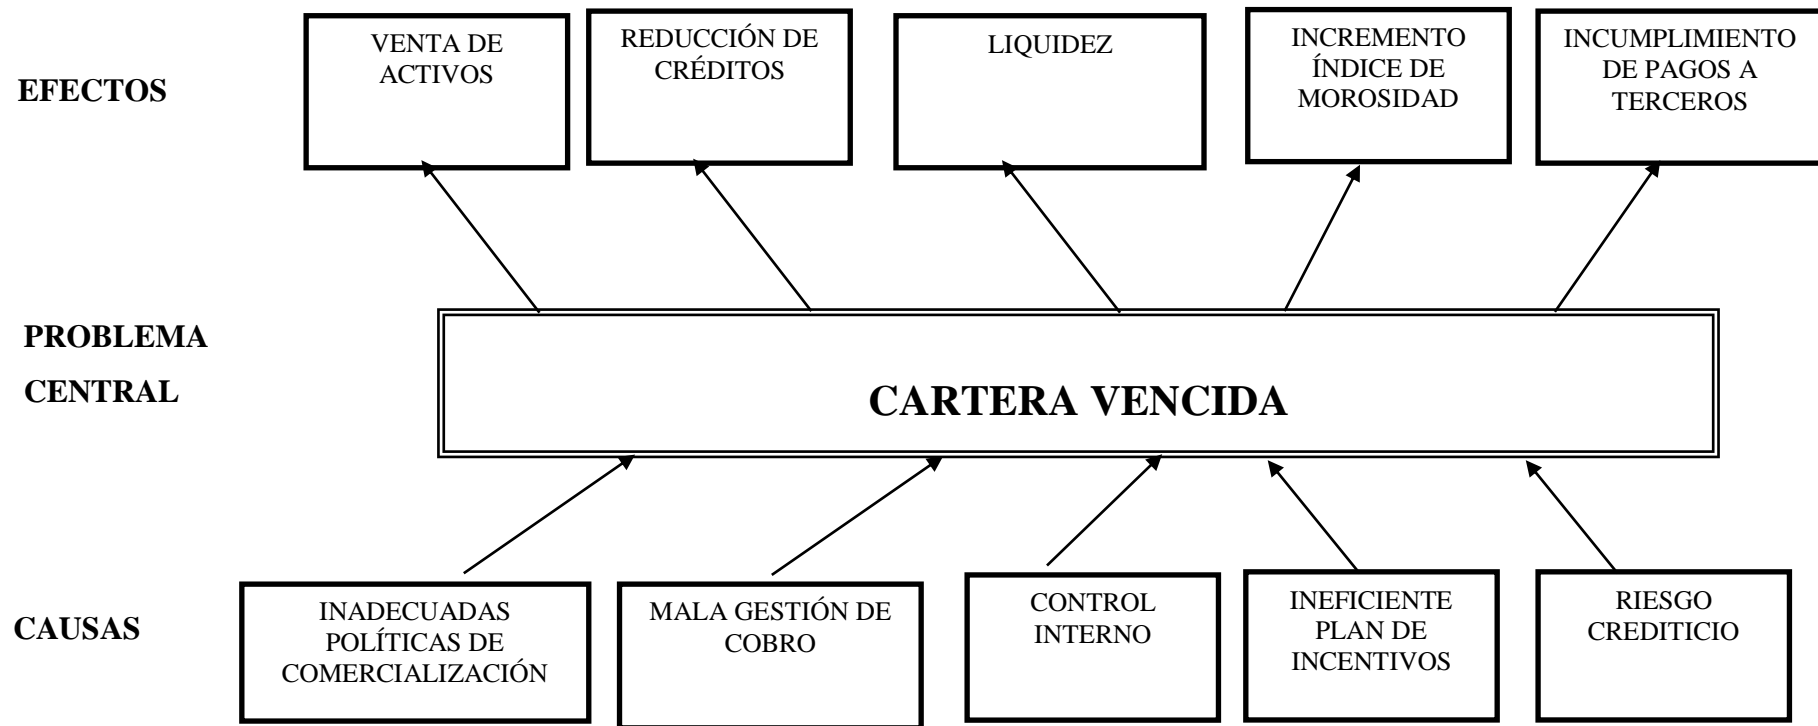 VENTA DE
ACTIVOS
REDUCCIÓN DE
CRÉDITOS
LIQUIDEZ
INCREMENTO
ÍNDICE DE
MOROSIDAD
INCUMPLIMIENTO
DE PAGOS A
TERCEROS
EFECTOS
PROBLEMA
CENTRAL
CARTERA VENCIDA
CAUSAS
INADECUADAS
POLÍTICAS DE
COMERCIALIZACIÓN
MALA GESTIÓN DE
COBRO
CONTROL
INTERNO
INEFICIENTE
PLAN DE
INCENTIVOS
RIESGO
CREDITICIO